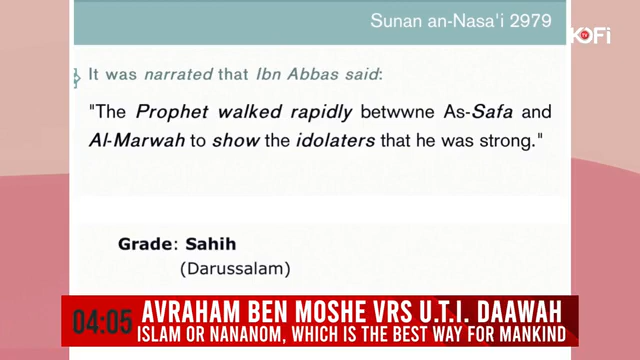 Sunan an-Nasa'i 2979
KOFi
TV
It was narrated that Ibn Abbas said:
"The Prophet walked rapidly betwwne As-Safa and
Al-Marwah to show the idolaters that he was strong."
Grade: Sahih
(Darussalam)
04:05
AVRAHAM BEN MOSHE VRS U.T.I. DAAWAH
ISLAM OR NANANOM, WHICH IS THE BEST WAY FOR MANKIND